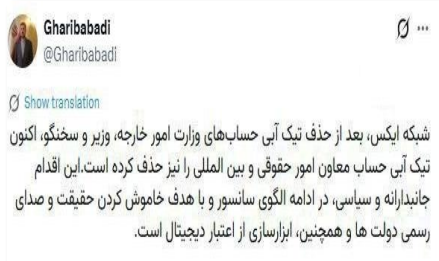 Gharibabadi
@Gharibabadi
Show translation
شبکه ایکس، بعد از حذف تیک آبی حساب‌های وزارت امور خارجه، وزیر و سخنگو، اکنون
تیک آبی حساب معاون امور حقوقی و بین المللی را نیز حذف کرده است.این اقدام
جانبدارانه و سیاسی، در ادامه الگوی سانسور و با هدف خاموش کردن حقیقت و صدای
رسمی دولت ها و همچنین، ابزارسازی از اعتبار دیجیتال است.